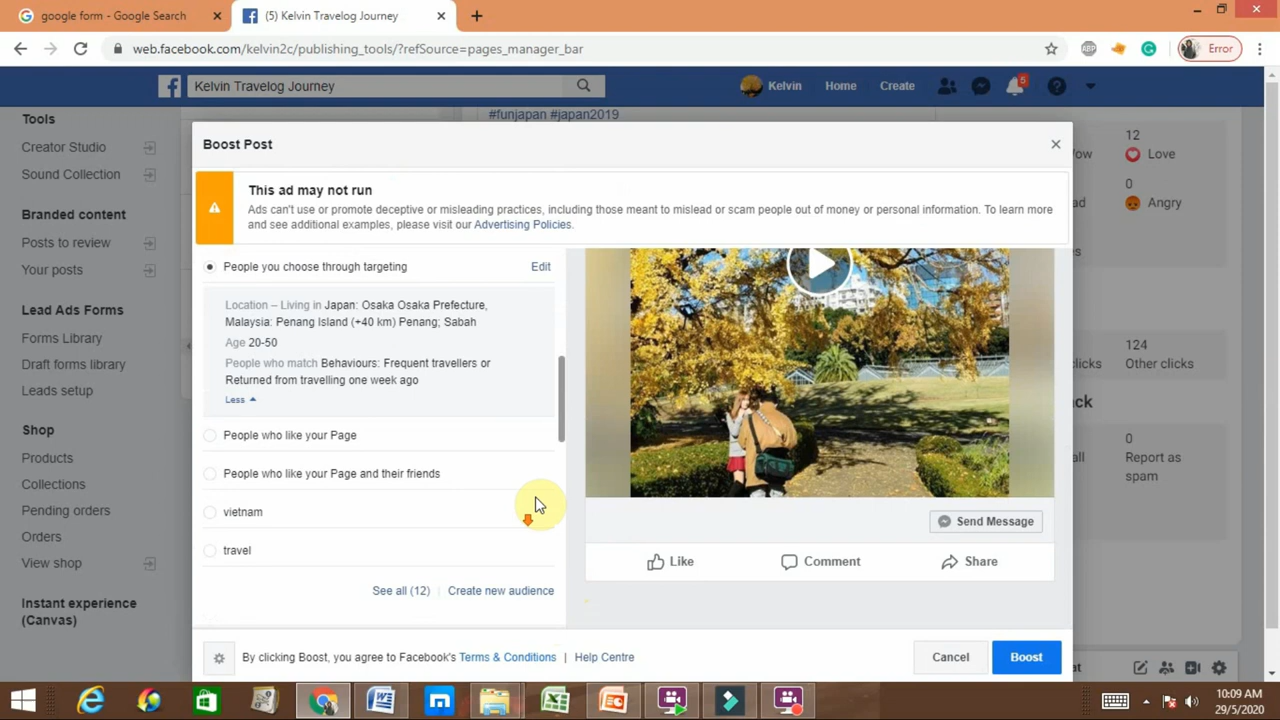 google form - Google Search
(5) Kelvin Travelog Journey
web.facebook.com/kelvin2c/publishing_tools/?refSource=pages_manager_bar
ABP
Error
Kelvin Travelog Journey
Kelvin
Home
Create
5
Tools
Creator Studio
Sound Collection
Branded content
Posts to review
Your posts
Lead Ads Forms
Forms Library
Draft forms library
Leads setup
Shop
Products
Collections
Pending orders
Orders
View shop
Instant experience
(Canvas)
#funjapan #japan2019
Boost Post
This ad may not run
Ads can't use or promote deceptive or misleading practices, including those meant to mislead or scam people out of money or personal information. To learn more
and see additional examples, please visit our Advertising Policies.
People you choose through targeting
Edit
Location – Living in Japan: Osaka Osaka Prefecture,
Malaysia: Penang Island (+40 km) Penang; Sabah
Age 20-50
People who match Behaviours: Frequent travellers or
Returned from travelling one week ago
Less
People who like your Page
People who like your Page and their friends
vietnam
travel
See all (12)
Create new audience
Send Message
Like
Comment
Share
By clicking Boost, you agree to Facebook's Terms & Conditions | Help Centre
Cancel
Boost
12
Love
0
Angry
124
Other clicks
0
Report as
spam
10:09 AM
29/5/2020